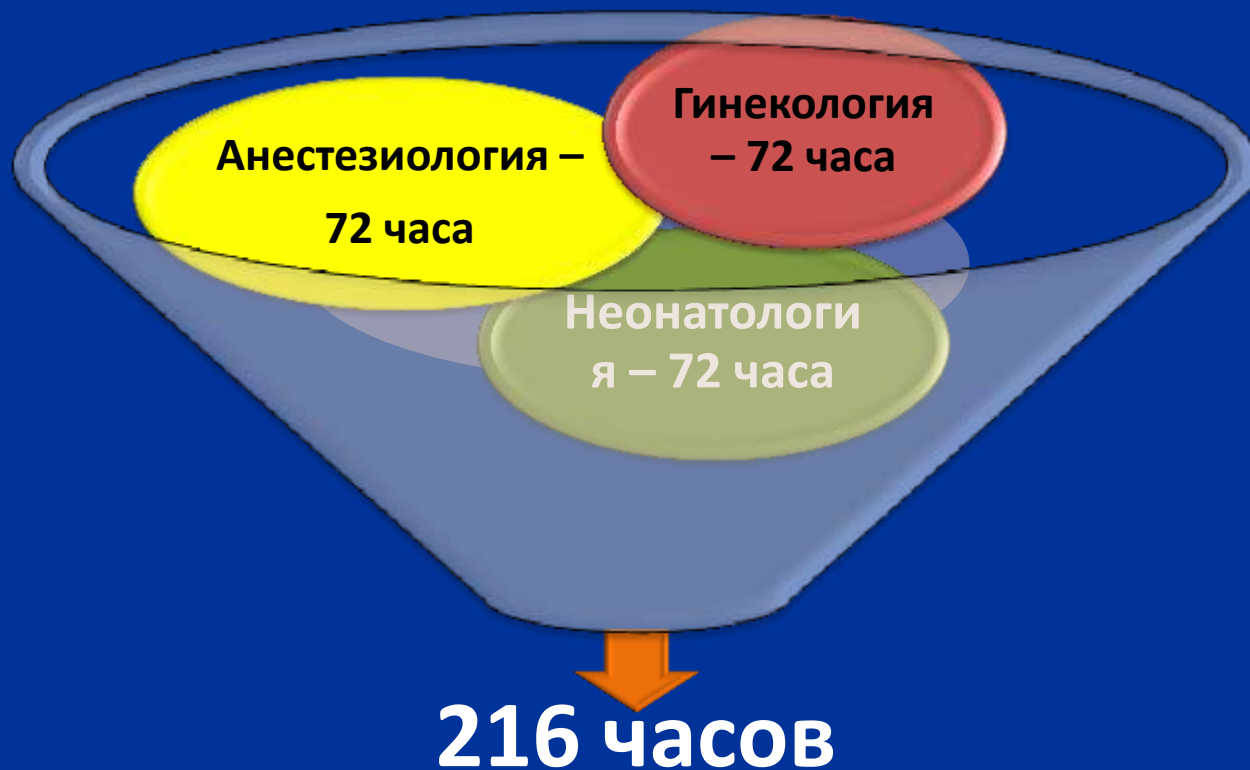 Анестезиология –
72 часа
Гинекология
– 72 часа
Неонатологи
я – 72 часа
216 часов